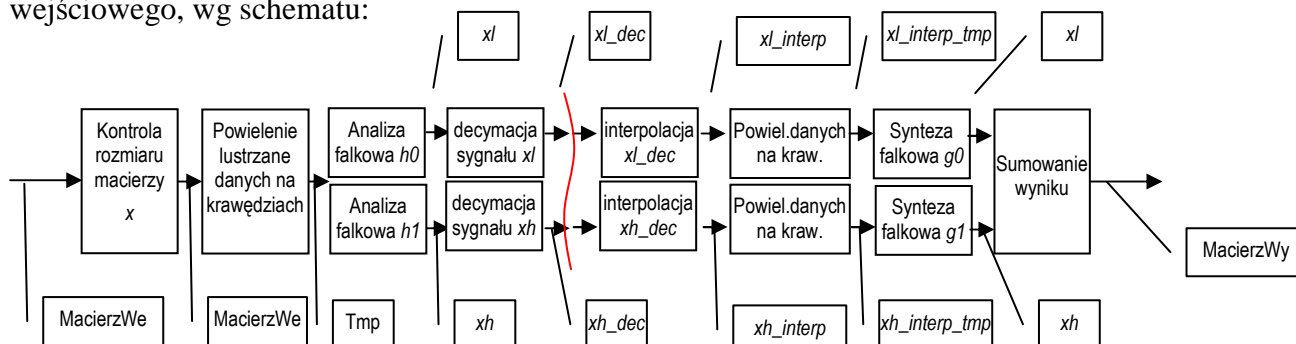 wejściowego, wg schematu:
xl
xl_dec
xl_interp
xl_interp_tmp
xl
Kontrola
rozmiaru
macierzy
x
Powielenie
lustrzane
danych na
krawędziach
Analiza
falkowa h0
decymacja
sygnału xl
interpolacja
xl_dec
Powiel.danych
na kraw.
Synteza
falkowa g0
Analiza
falkowa h1
decymacja
sygnału xh
interpolacja
xh_dec
Powiel.danych
na kraw.
Synteza
falkowa g1
Sumowanie
wyniku
MacierzWy
MacierzWe
MacierzWe
Tmp
xh
xh_dec
xh_interp
xh_interp_tmp
xh